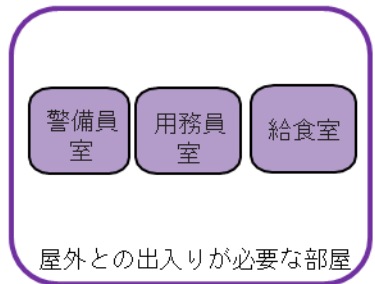 警備員
室
用務員
室
給食室
屋外との出入りが必要な部屋